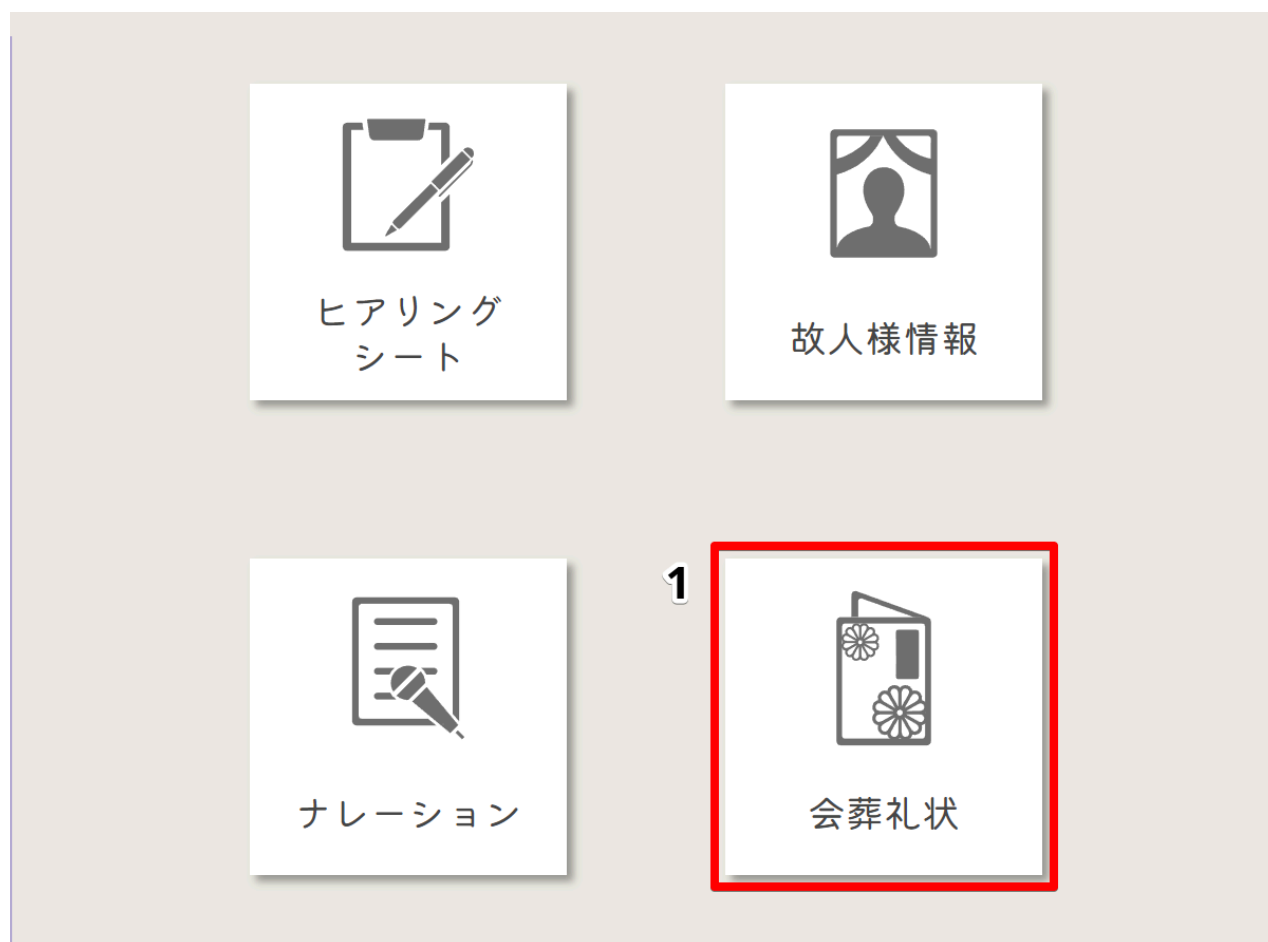 ヒアリング
シート
故人様情報
ナレーション
1
会葬礼状